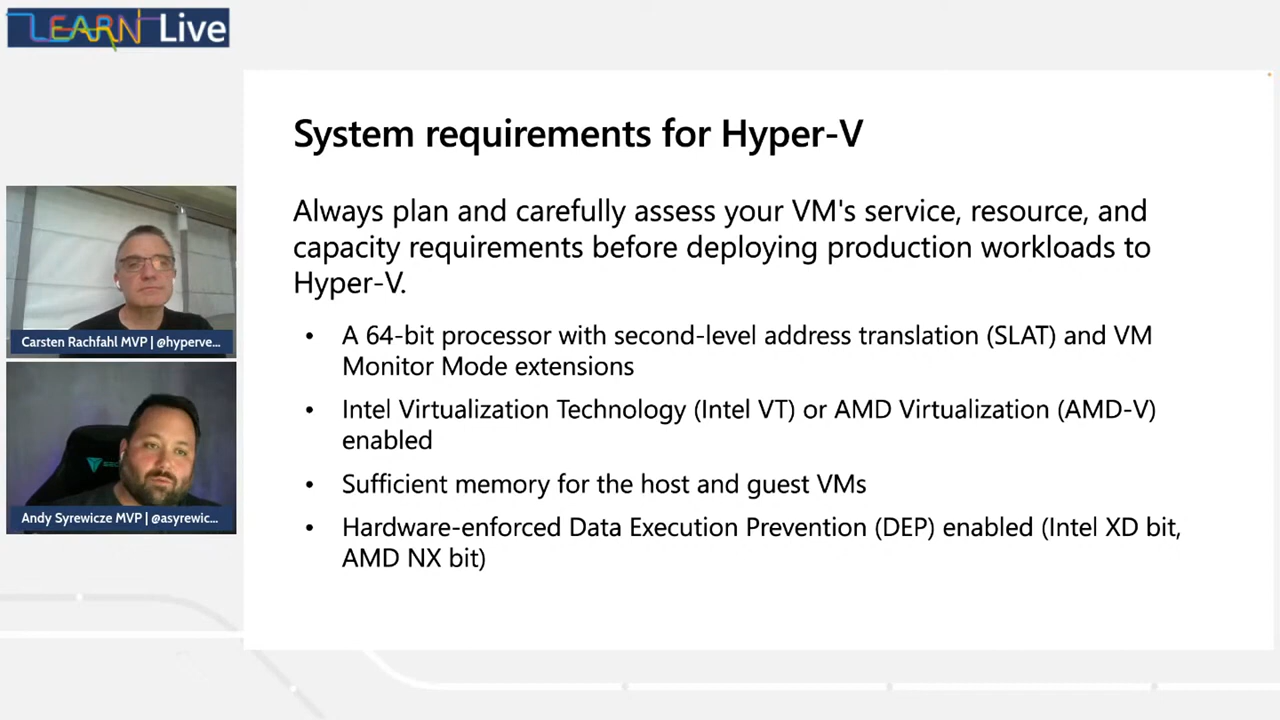 LEARN Live
System requirements for Hyper-V
Always plan and carefully assess your VM's service, resource, and
capacity requirements before deploying production workloads to
Hyper-V.
• A 64-bit processor with second-level address translation (SLAT) and VM
Monitor Mode extensions
• Intel Virtualization Technology (Intel VT) or AMD Virtualization (AMD-V)
enabled
• Sufficient memory for the host and guest VMs
• Hardware-enforced Data Execution Prevention (DEP) enabled (Intel XD bit,
AMD NX bit)
Carsten Rachfahl MVP | @hyperve...
Andy Syrewicze MVP | @asyrewic...